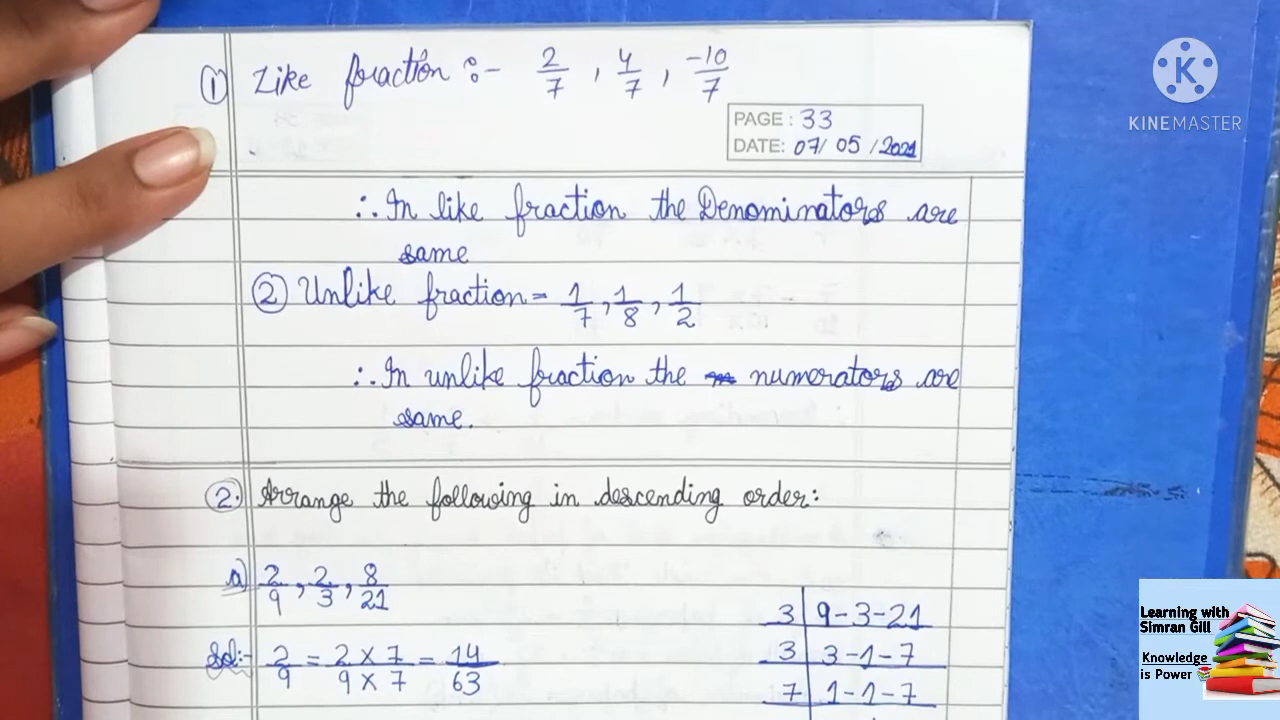 ① Like fraction :- 2/7, 4/7, -10/7
K
KINEMASTER
PAGE : 33
DATE: 07/05/2021
∴ In like fraction the Denominators are
same
② Unlike fraction = 1/7, 1/8, 1/2
∴ In unlike fraction the numerators are
same.
2. Arrange the following in descending order:
a) 2/9, 2/3, 8/21
Sol:- 2/9 = 2 × 7 / 9 × 7 = 14/63
3 | 9 - 3 - 21
3 | 3 - 1 - 7
7 | 1 - 1 - 7
Learning with
Simran Gill
Knowledge
is Power